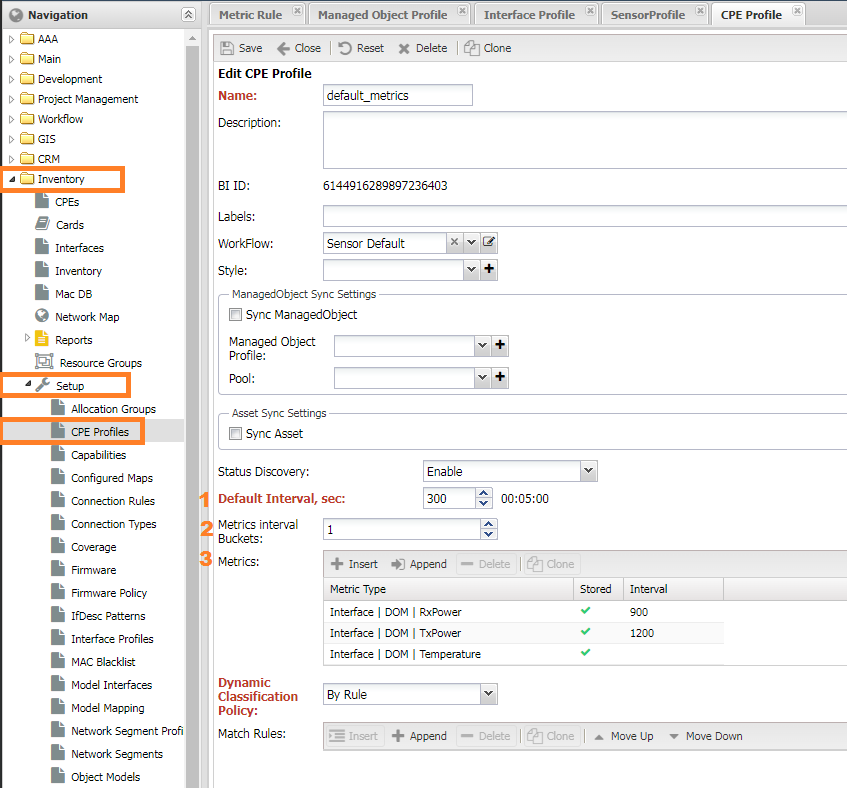 Navigation
AAA
Main
Development
Project Management
Workflow
GIS
CRM
Inventory
CPEs
Cards
Interfaces
Inventory
Mac DB
Network Map
Reports
Resource Groups
Setup
Allocation Groups
CPE Profiles
Capabilities
Configured Maps
Connection Rules
Connection Types
Coverage
Firmware
Firmware Policy
IfDesc Patterns
Interface Profiles
MAC Blacklist
Model Interfaces
Model Mapping
Network Segment Profi
Network Segments
Object Models
Metric Rule Managed Object Profile Interface Profile SensorProfile CPE Profile
Save Close Reset Delete Clone
Edit CPE Profile
Name: default_metrics
Description:
BI ID: 6144916289897236403
Labels:
WorkFlow: Sensor Default
Style:
ManagedObject Sync Settings
Sync ManagedObject
Managed Object
Profile:
Pool:
Asset Sync Settings
Sync Asset
Status Discovery: Enable
1 Default Interval, sec: 300 00:05:00
2 Metrics interval
Buckets: 1
3 Metrics: Insert Append Delete Clone
Metric Type Stored Interval
Interface | DOM | RxPower 900
Interface | DOM | TxPower 1200
Interface | DOM | Temperature
Dynamic
Classification
Policy: By Rule
Match Rules: Insert Append Delete Clone Move Up Move Down